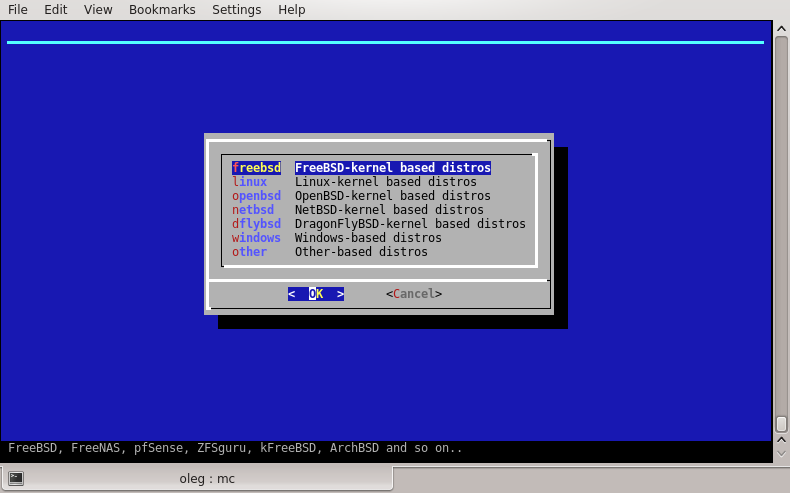 File Edit View Bookmarks Settings Help
freebsd FreeBSD-kernel based distros
linux Linux-kernel based distros
openbsd OpenBSD-kernel based distros
netbsd NetBSD-kernel based distros
dflybsd DragonFlyBSD-kernel based distros
windows Windows-based distros
other Other-based distros
< OK > <Cancel>
FreeBSD, FreeNAS, pfSense, ZFSguru, kFreeBSD, ArchBSD and so on..
oleg : mc